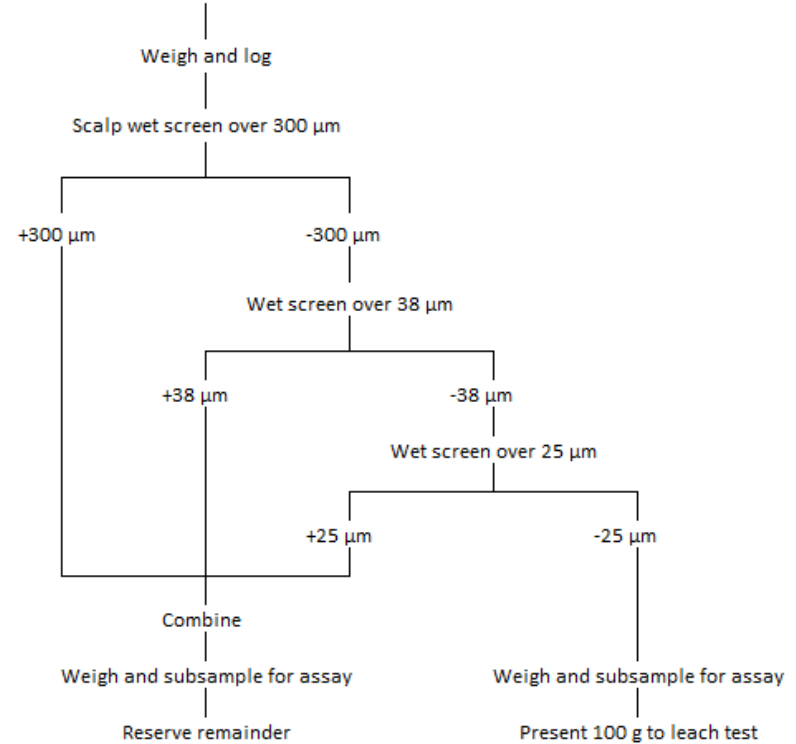 Weigh and log
Scalp wet screen over 300 µm
+300 µm
-300 µm
Wet screen over 38 µm
+38 µm
-38 µm
Wet screen over 25 µm
+25 µm
-25 µm
Combine
Weigh and subsample for assay
Weigh and subsample for assay
Reserve remainder
Present 100 g to leach test